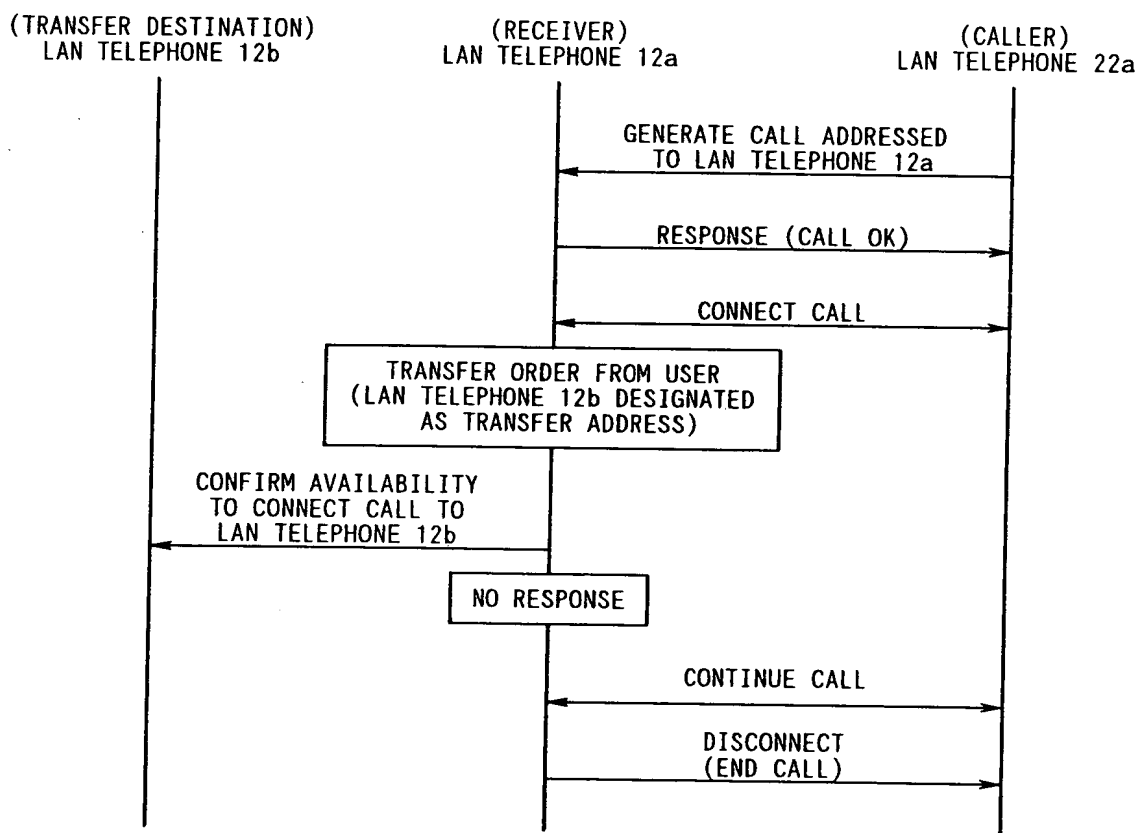 (TRANSFER DESTINATION)
LAN TELEPHONE 12b
(RECEIVER)
LAN TELEPHONE 12a
(CALLER)
LAN TELEPHONE 22a
GENERATE CALL ADDRESSED
TO LAN TELEPHONE 12a
RESPONSE (CALL OK)
CONNECT CALL
TRANSFER ORDER FROM USER
(LAN TELEPHONE 12b DESIGNATED
AS TRANSFER ADDRESS)
CONFIRM AVAILABILITY
TO CONNECT CALL TO
LAN TELEPHONE 12b
NO RESPONSE
CONTINUE CALL
DISCONNECT
(END CALL)